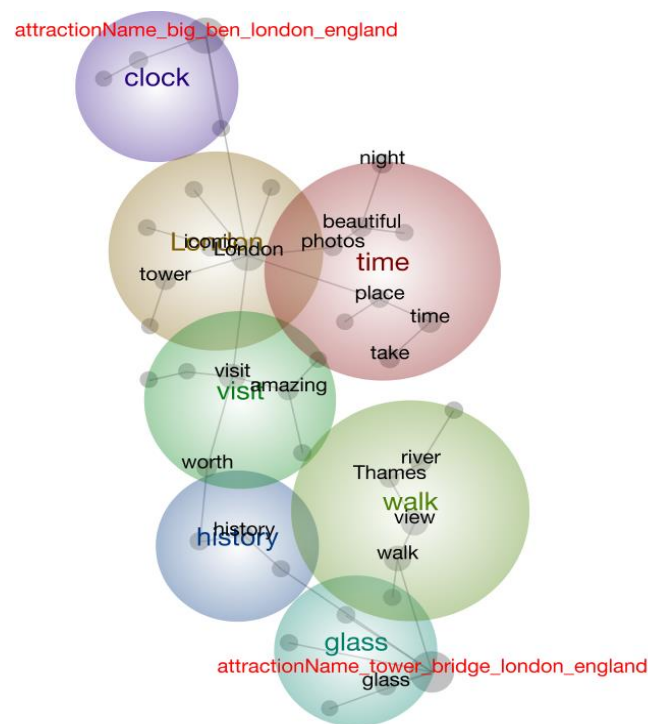 attractionName_big_ben_london_england
clock
night
beautiful
iconic
London
London
photos
time
tower
place
time
take
visit
visit
amazing
worth
river
Thames
walk
view
history
history
walk
glass
attractionName_tower_bridge_london_england
glass